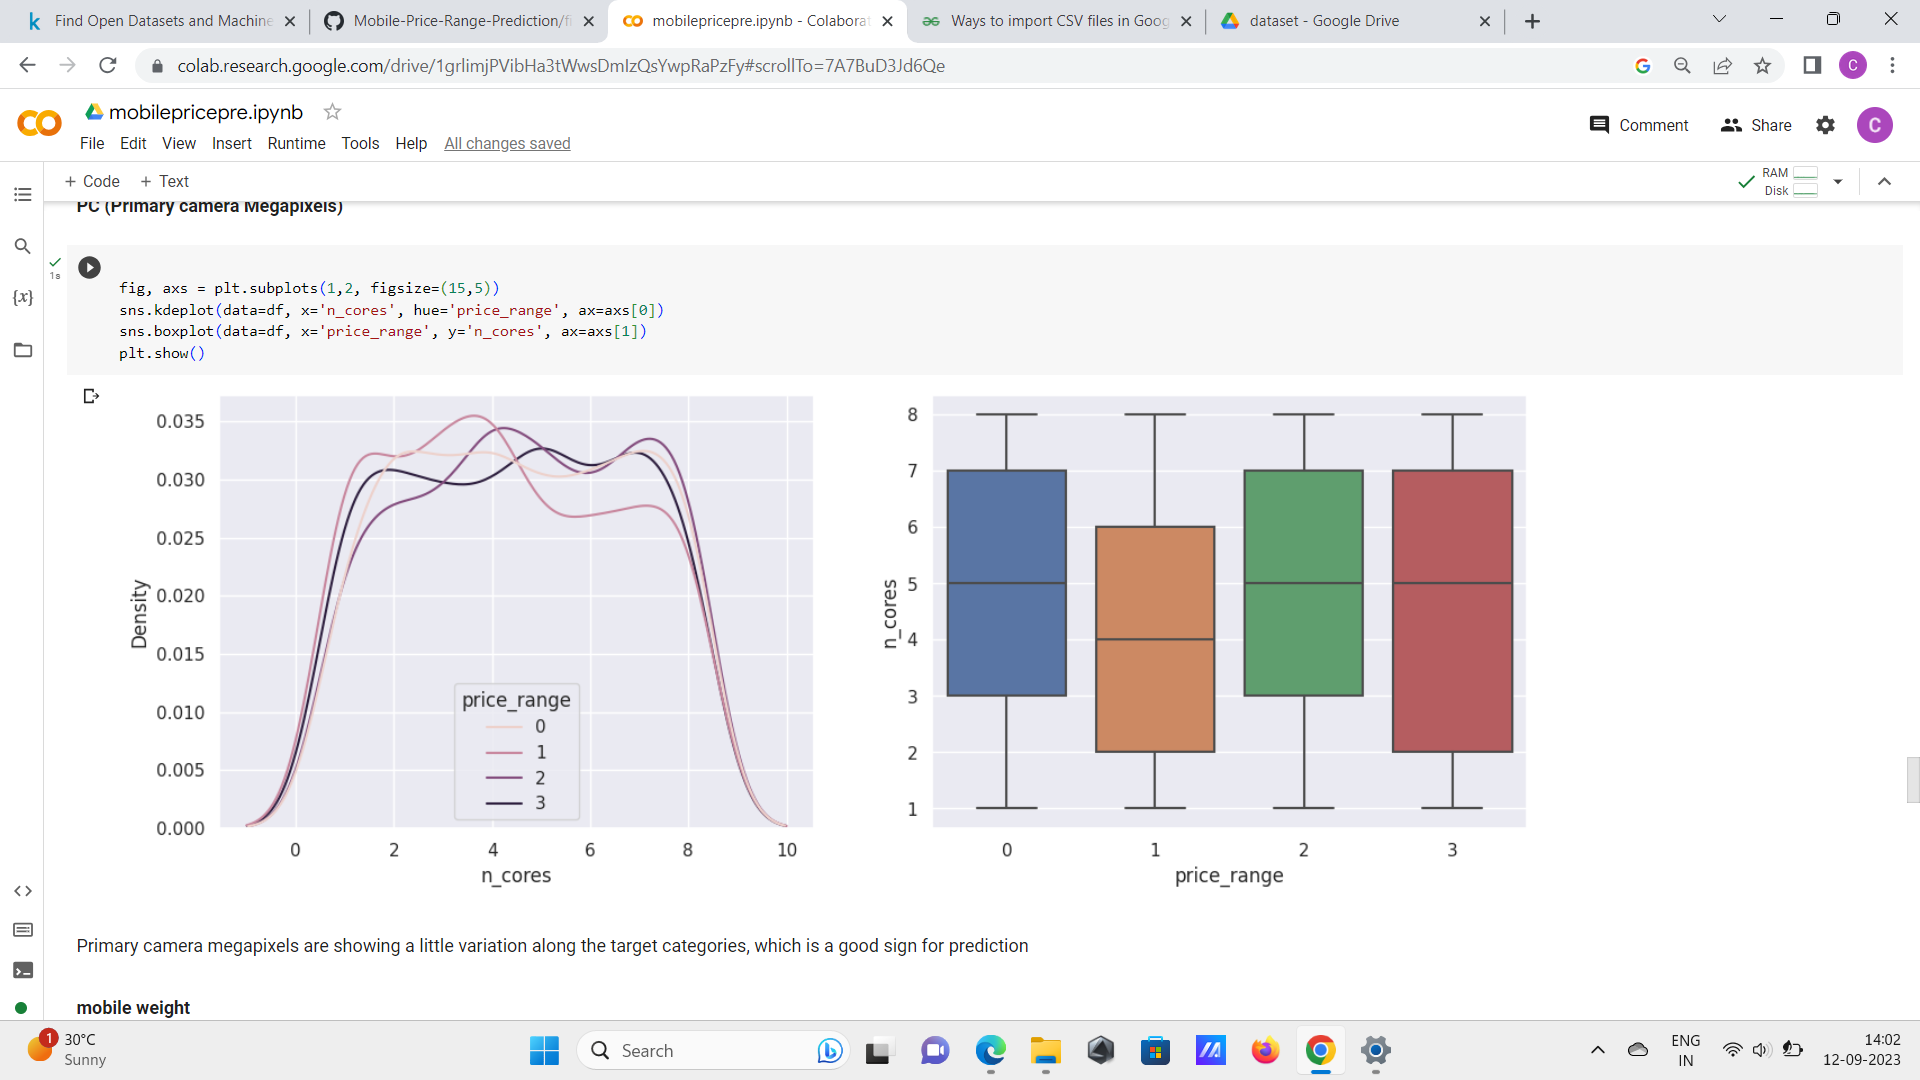 Find Open Datasets and Machine
Mobile-Price-Range-Prediction/fi
mobilepricepre.ipynb - Colaborat
Ways to import CSV files in Goog
dataset - Google Drive
colab.research.google.com/drive/1grlimjPVibHa3tWwsDmIzQsYwpRaPzFy#scrollTo=7A7BuD3Jd6Qe
C
mobilepricepre.ipynb
File Edit View Insert Runtime Tools Help All changes saved
Comment
Share
C
+ Code + Text
RAM
Disk
PC (Primary camera Megapixels)
1s
{x}
fig, axs = plt.subplots(1,2, figsize=(15,5))
sns.kdeplot(data=df, x='n_cores', hue='price_range', ax=axs[0])
sns.boxplot(data=df, x='price_range', y='n_cores', ax=axs[1])
plt.show()
0.035
0.030
0.025
0.020
0.015
0.010
0.005
0.000
Density
price_range
0
1
2
3
0 2 4 6 8 10
n_cores
8
7
6
5
4
3
2
1
n_cores
0 1 2 3
price_range
Primary camera megapixels are showing a little variation along the target categories, which is a good sign for prediction
mobile weight
1
30°C
Sunny
Search
ENG
IN
14:02
12-09-2023